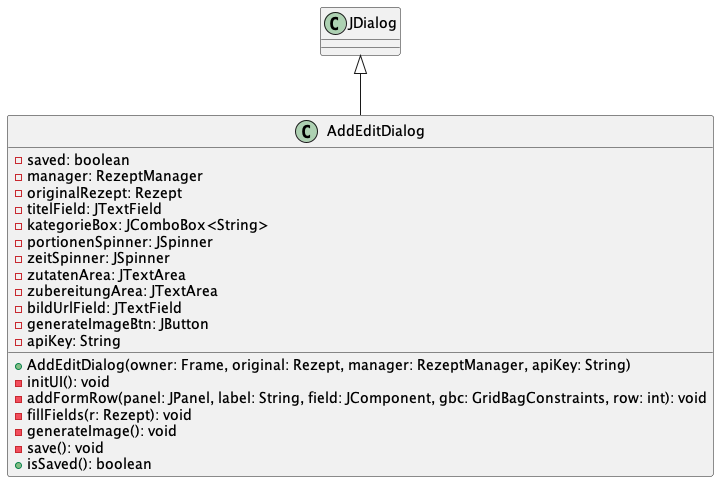 C JDialog
C AddEditDialog
saved: boolean
manager: RezeptManager
originalRezept: Rezept
titelField: JTextField
kategorieBox: JComboBox<String>
portionenSpinner: JSpinner
zeitSpinner: JSpinner
zutatenArea: JTextArea
zubereitungArea: JTextArea
bildUrlField: JTextField
generateImageBtn: JButton
apiKey: String
AddEditDialog(owner: Frame, original: Rezept, manager: RezeptManager, apiKey: String)
initUI(): void
addFormRow(panel: JPanel, label: String, field: JComponent, gbc: GridBagConstraints, row: int): void
fillFields(r: Rezept): void
generateImage(): void
save(): void
isSaved(): boolean